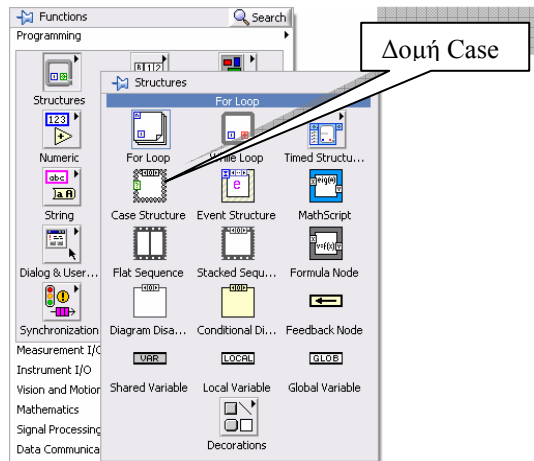 Functions
Search
Programming
Δομή Case
Structures
For Loop
Structures
For Loop
While Loop
Timed Structu...
Numeric
Case Structure
Event Structure
MathScript
String
Flat Sequence
Stacked Sequ...
Formula Node
Dialog & User...
Diagram Disa...
Conditional Di...
Feedback Node
Synchronization
Measurement I/O
Instrument I/O
Shared Variable
Local Variable
Global Variable
Vision and Motion
Mathematics
Signal Processing
Decorations
Data Communica
123
abc
a A
e
eig(n)
VAR
LOCAL
GLOB